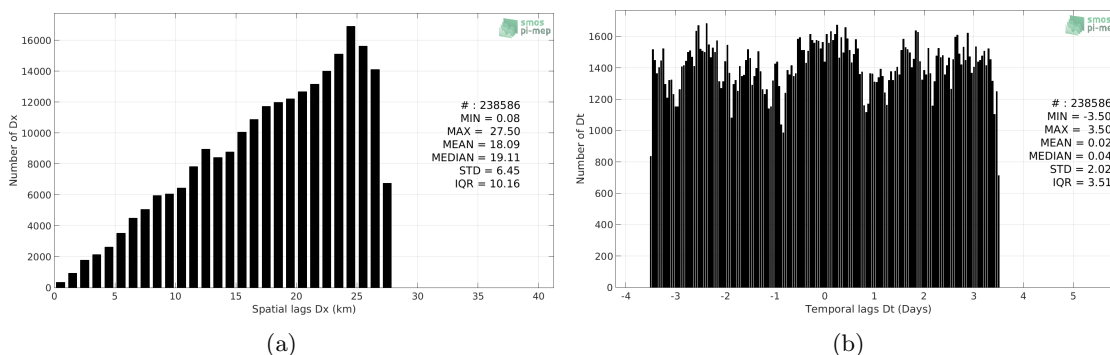 smos
pi-mep
16000
14000
12000
10000
8000
6000
4000
2000
0
Number of Dx
# : 238586
MIN = 0.08
MAX = 27.50
MEAN = 18.09
MEDIAN = 19.11
STD = 6.45
IQR = 10.16
0 5 10 15 20 25 30 35 40
Spatial lags Dx (km)
(a)
smos
pi-mep
1600
1400
1200
1000
800
600
400
200
0
Number of Dt
# : 238586
MIN = -3.50
MAX = 3.50
MEAN = 0.02
MEDIAN = 0.04
STD = 2.02
IQR = 3.51
-4 -3 -2 -1 0 1 2 3 4 5
Temporal lags Dt (Days)
(b)